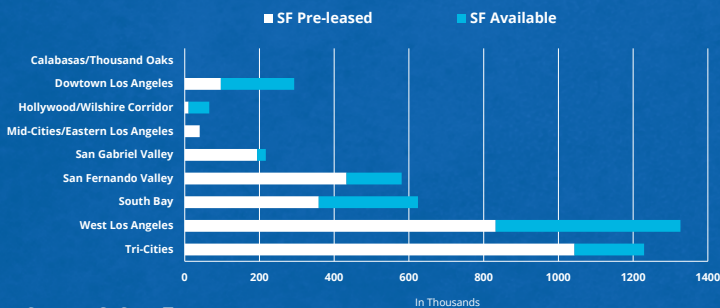 SF Pre-leased SF Available
Calabasas/Thousand Oaks
Dowtown Los Angeles
Hollywood/Wilshire Corridor
Mid-Cities/Eastern Los Angeles
San Gabriel Valley
San Fernando Valley
South Bay
West Los Angeles
Tri-Cities
0 200 400 600 800 1000 1200 1400
In Thousands